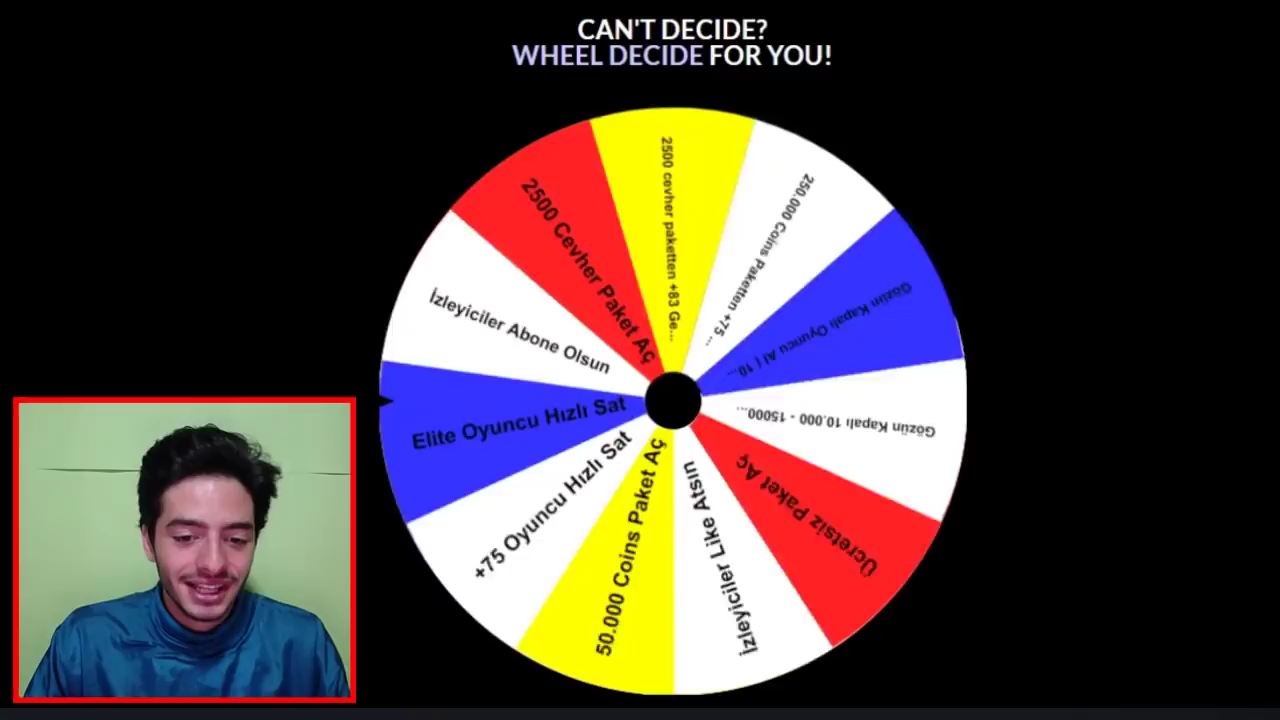 CAN'T DECIDE?
WHEEL DECIDE FOR YOU!
2500 cevher paketten +83 Ge...
250.000 Coins Paketten +75 ...
Gözün Kapalı Oyuncu Al ( 10...
Gözün Kapalı 10.000 - 15000...
Ücretsiz Paket Aç
İzleyiciler Like Atsın
50.000 Coins Paket Aç
+75 Oyuncu Hızlı Sat
Elite Oyuncu Hızlı Sat
İzleyiciler Abone Olsun
2500 Cevher Paket Aç